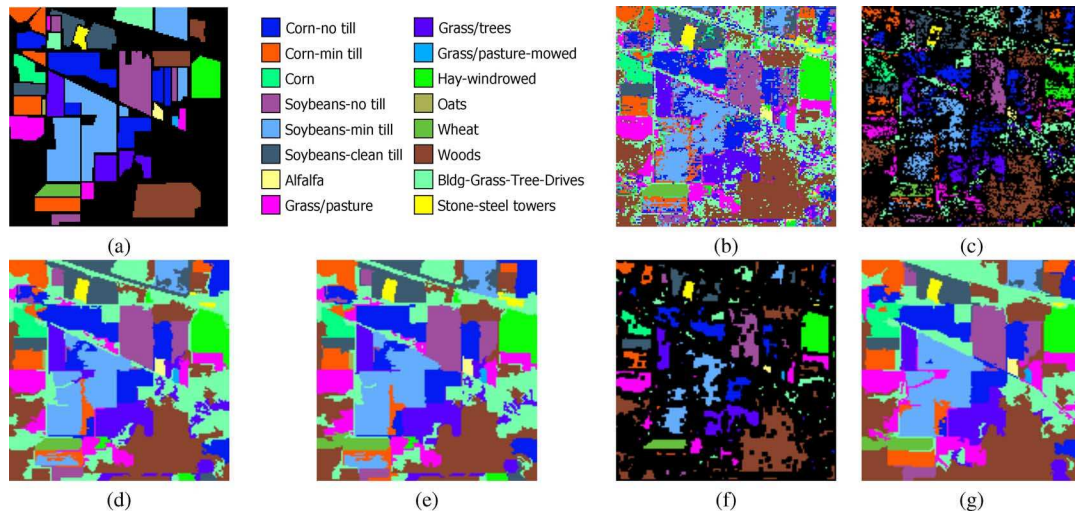 Corn-no till
Grass/trees
Corn-min till
Grass/pasture-mowed
Corn
Hay-windrowed
Soybeans-no till
Oats
Soybeans-min till
Wheat
Soybeans-clean till
Woods
Alfalfa
Bldg-Grass-Tree-Drives
Grass/pasture
Stone-steel towers
(a)
(b)
(c)
(d)
(e)
(f)
(g)